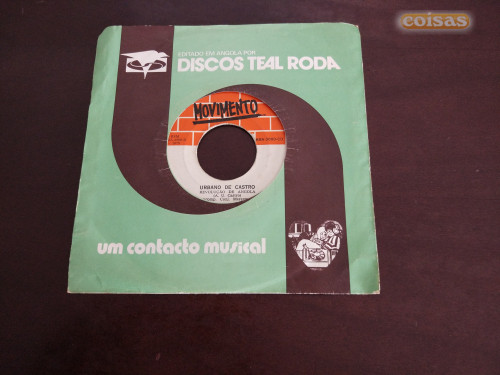 coisas
EDITADO EM ANGOLA POR
DISCOS TEAL RODA
MOVIMENTO
URBANO DE CASTRO
REVOLUÇÃO DE ANGOLA
um contacto musical